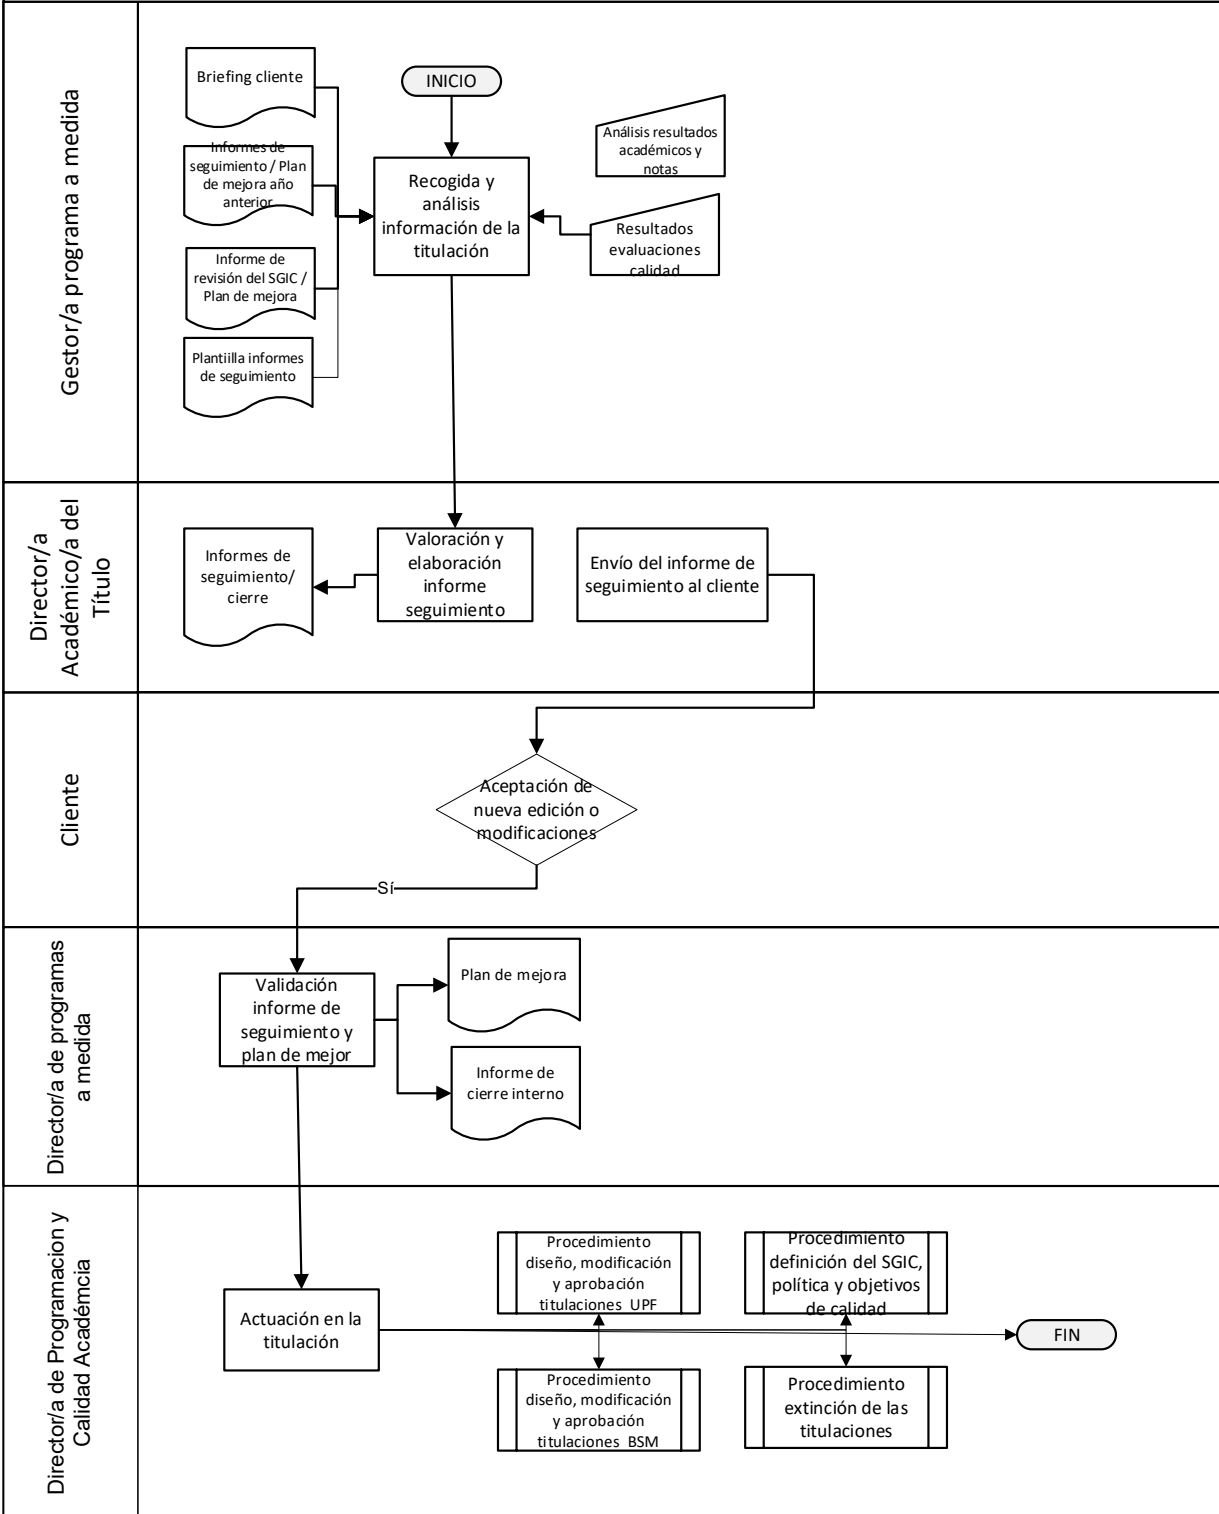 Gestor/a programa a medida
Briefing cliente
INICIO
Informes de
seguimiento / Plan
de mejora año
anterior
Recogida y
análisis
información de la
titulación
Análisis resultados
académicos y
notas
Resultados
evaluaciones
calidad
Informe de
revisión del SGIC /
Plan de mejora
Plantiilla informes
de seguimiento
Director/a
Académico/a del
Título
Informes de
seguimiento/
cierre
Valoración y
elaboración
informe
seguimiento
Envío del informe de
seguimiento al cliente
Cliente
Aceptación de
nueva edición o
modificaciones
Sí
Director/a de programas
a medida
Validación
informe de
seguimiento y
plan de mejor
Plan de mejora
Informe de
cierre interno
Director/a de Programacion y
Calidad Académcia
Actuación en la
titulación
Procedimiento
diseño, modificación
y aprobación
titulaciones UPF
Procedimiento
definición del SGIC,
política y objetivos
de calidad
FIN
Procedimiento
diseño, modificación
y aprobación
titulaciones BSM
Procedimiento
extinción de las
titulaciones